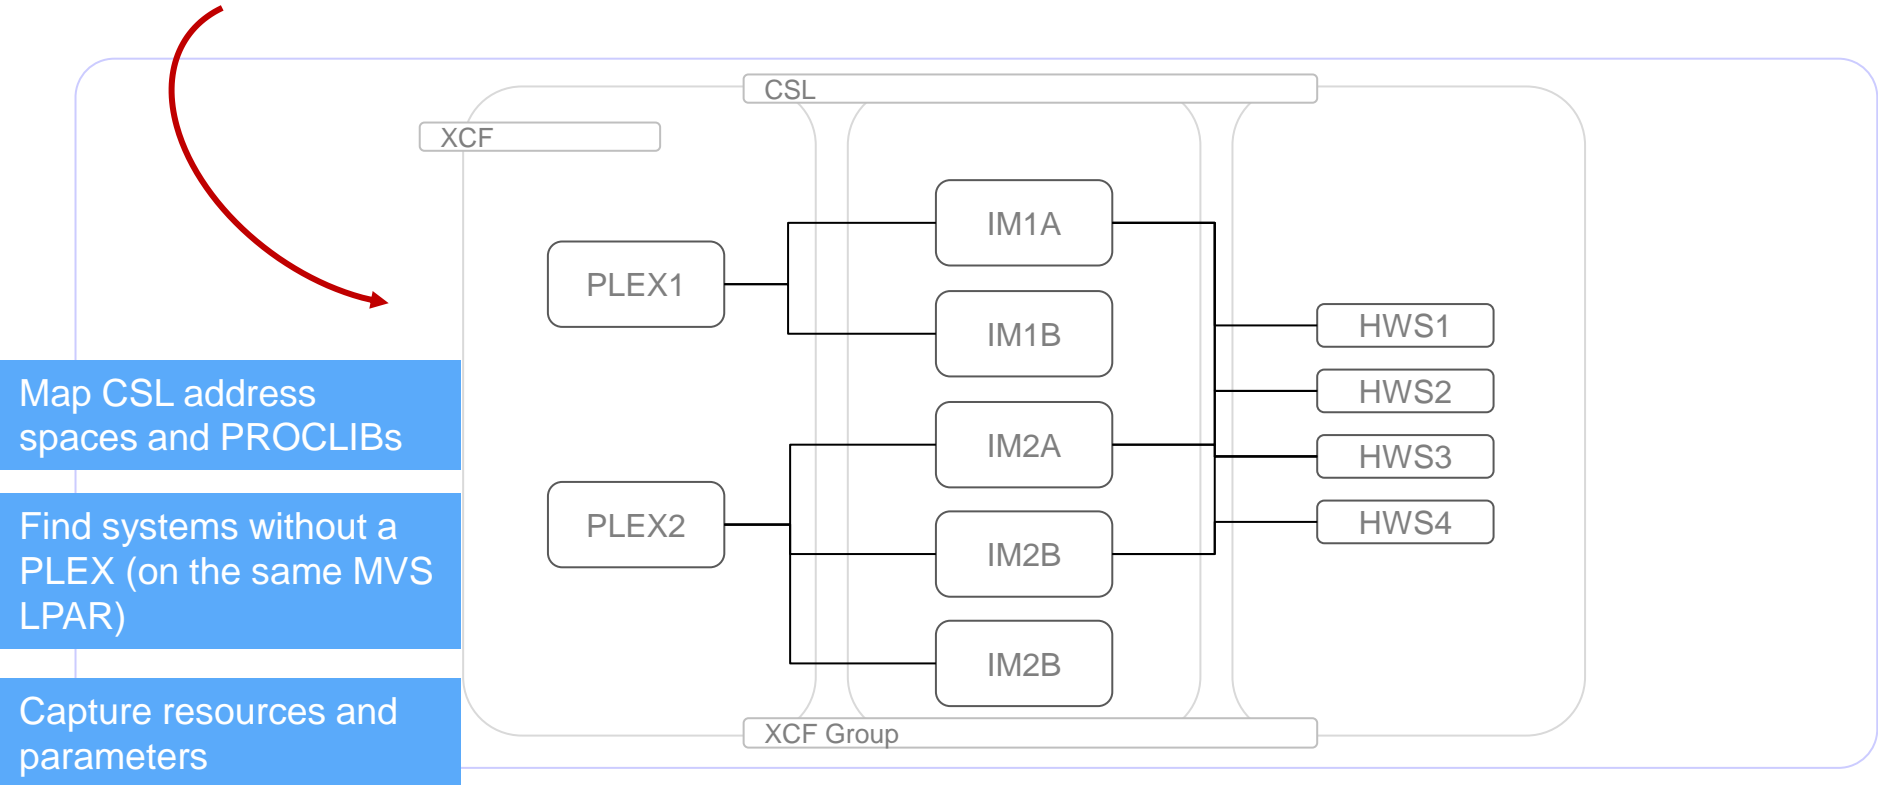 CSL
XCF
PLEX1
PLEX2
IM1A
IM1B
IM2A
IM2B
IM2B
HWS1
HWS2
HWS3
HWS4
XCF Group
Map CSL address
spaces and PROCLIBs
Find systems without a
PLEX (on the same MVS
LPAR)
Capture resources and
parameters